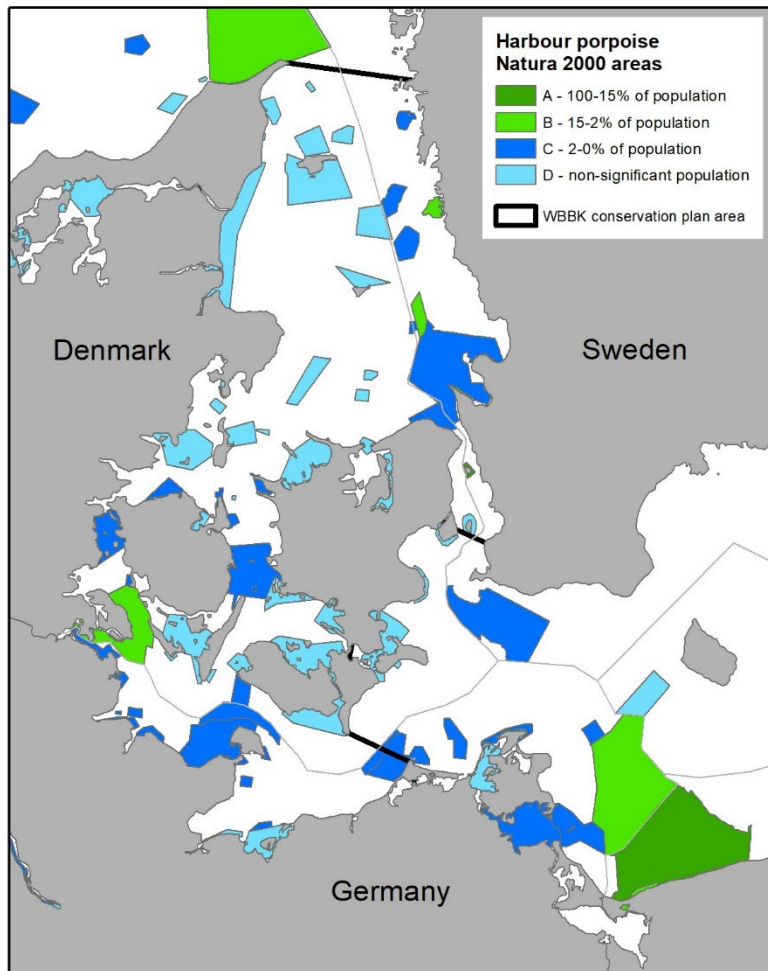 Harbour porpoise
Natura 2000 areas
A - 100-15% of population
B - 15-2% of population
C - 2-0% of population
D - non-significant population
WBBK conservation plan area
Denmark
Sweden
Germany